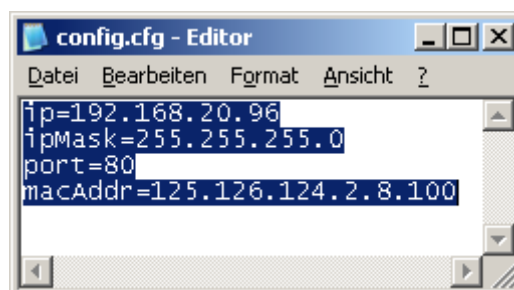 config.cfg - Editor
Datei Bearbeiten Format Ansicht ?
ip=192.168.20.96
ipMask=255.255.255.0
port=80
macAddr=125.126.124.2.8.100